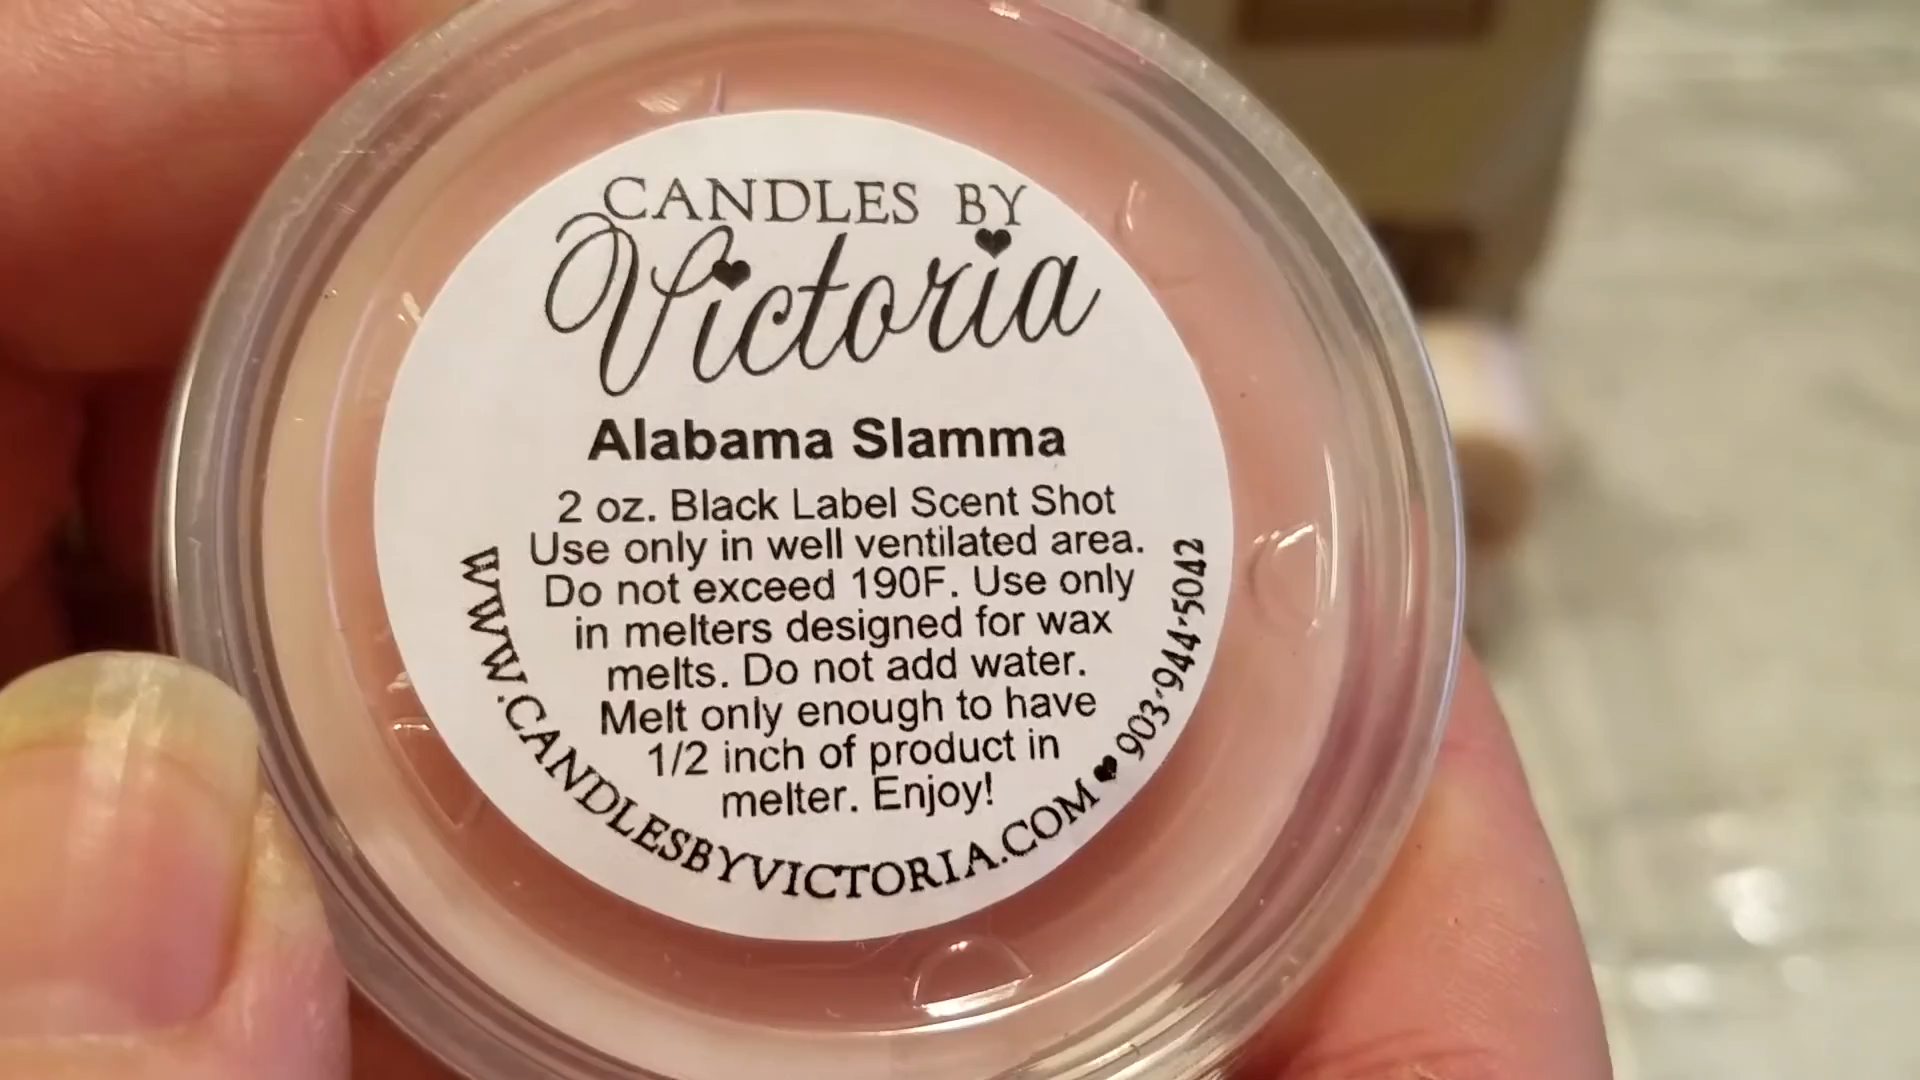 CANDLES BY
Victoria
Alabama Slamma
2 oz. Black Label Scent Shot
Use only in well ventilated area.
Do not exceed 190F. Use only
in melters designed for wax
melts. Do not add water.
Melt only enough to have
1/2 inch of product in
melter. Enjoy!
WWW.CANDLESBYVICTORIA.COM ♥ 903-944-5042